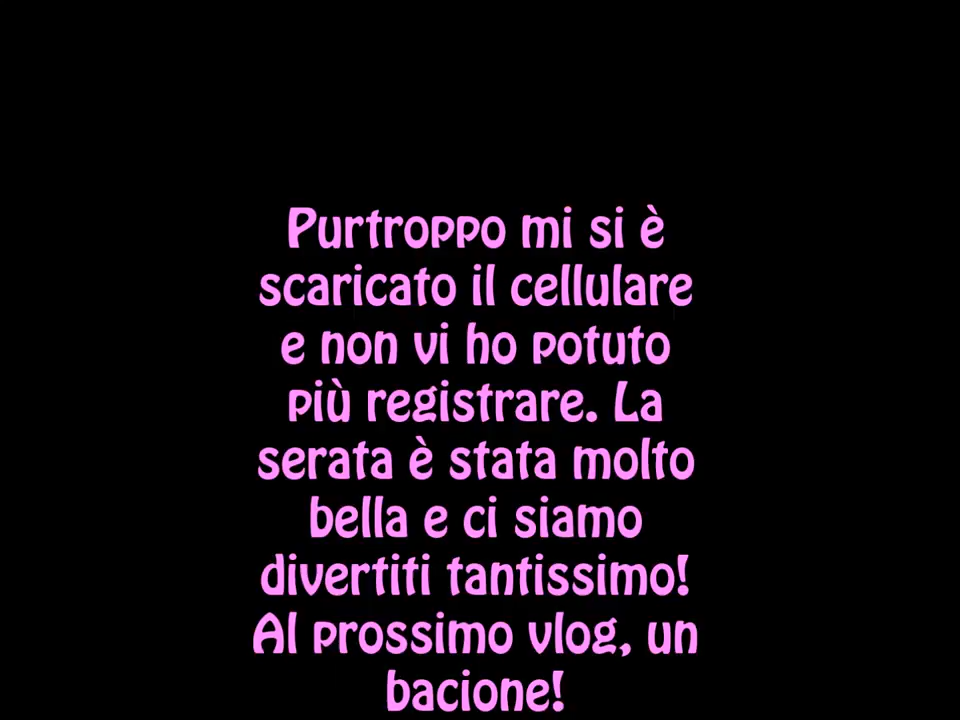 Purtroppo mi si è
scaricato il cellulare
e non vi ho potuto
più registrare. La
serata è stata molto
bella e ci siamo
divertiti tantissimo!
Al prossimo vlog, un
bacione!